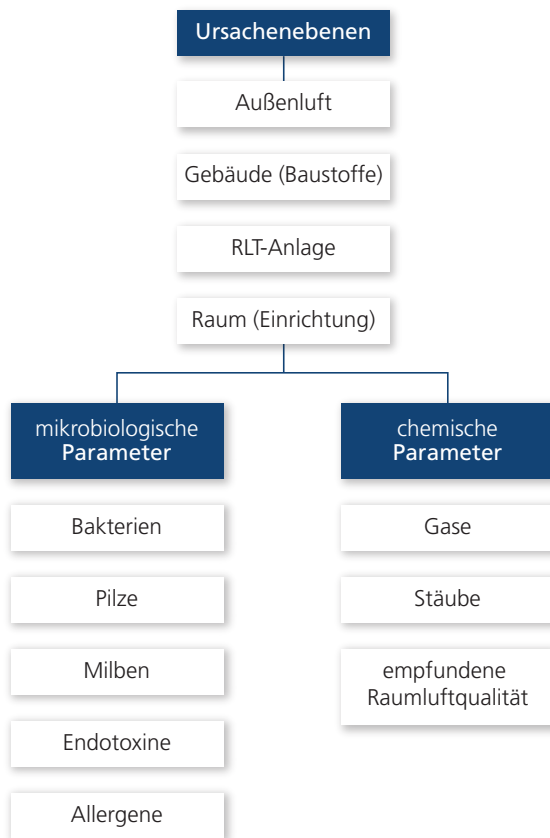 Ursachenebenen
Außenluft
Gebäude (Baustoffe)
RLT-Anlage
Raum (Einrichtung)
mikrobiologische
Parameter
Bakterien
Pilze
Milben
Endotoxine
Allergene
chemische
Parameter
Gase
Stäube
empfundene
Raumluftqualität